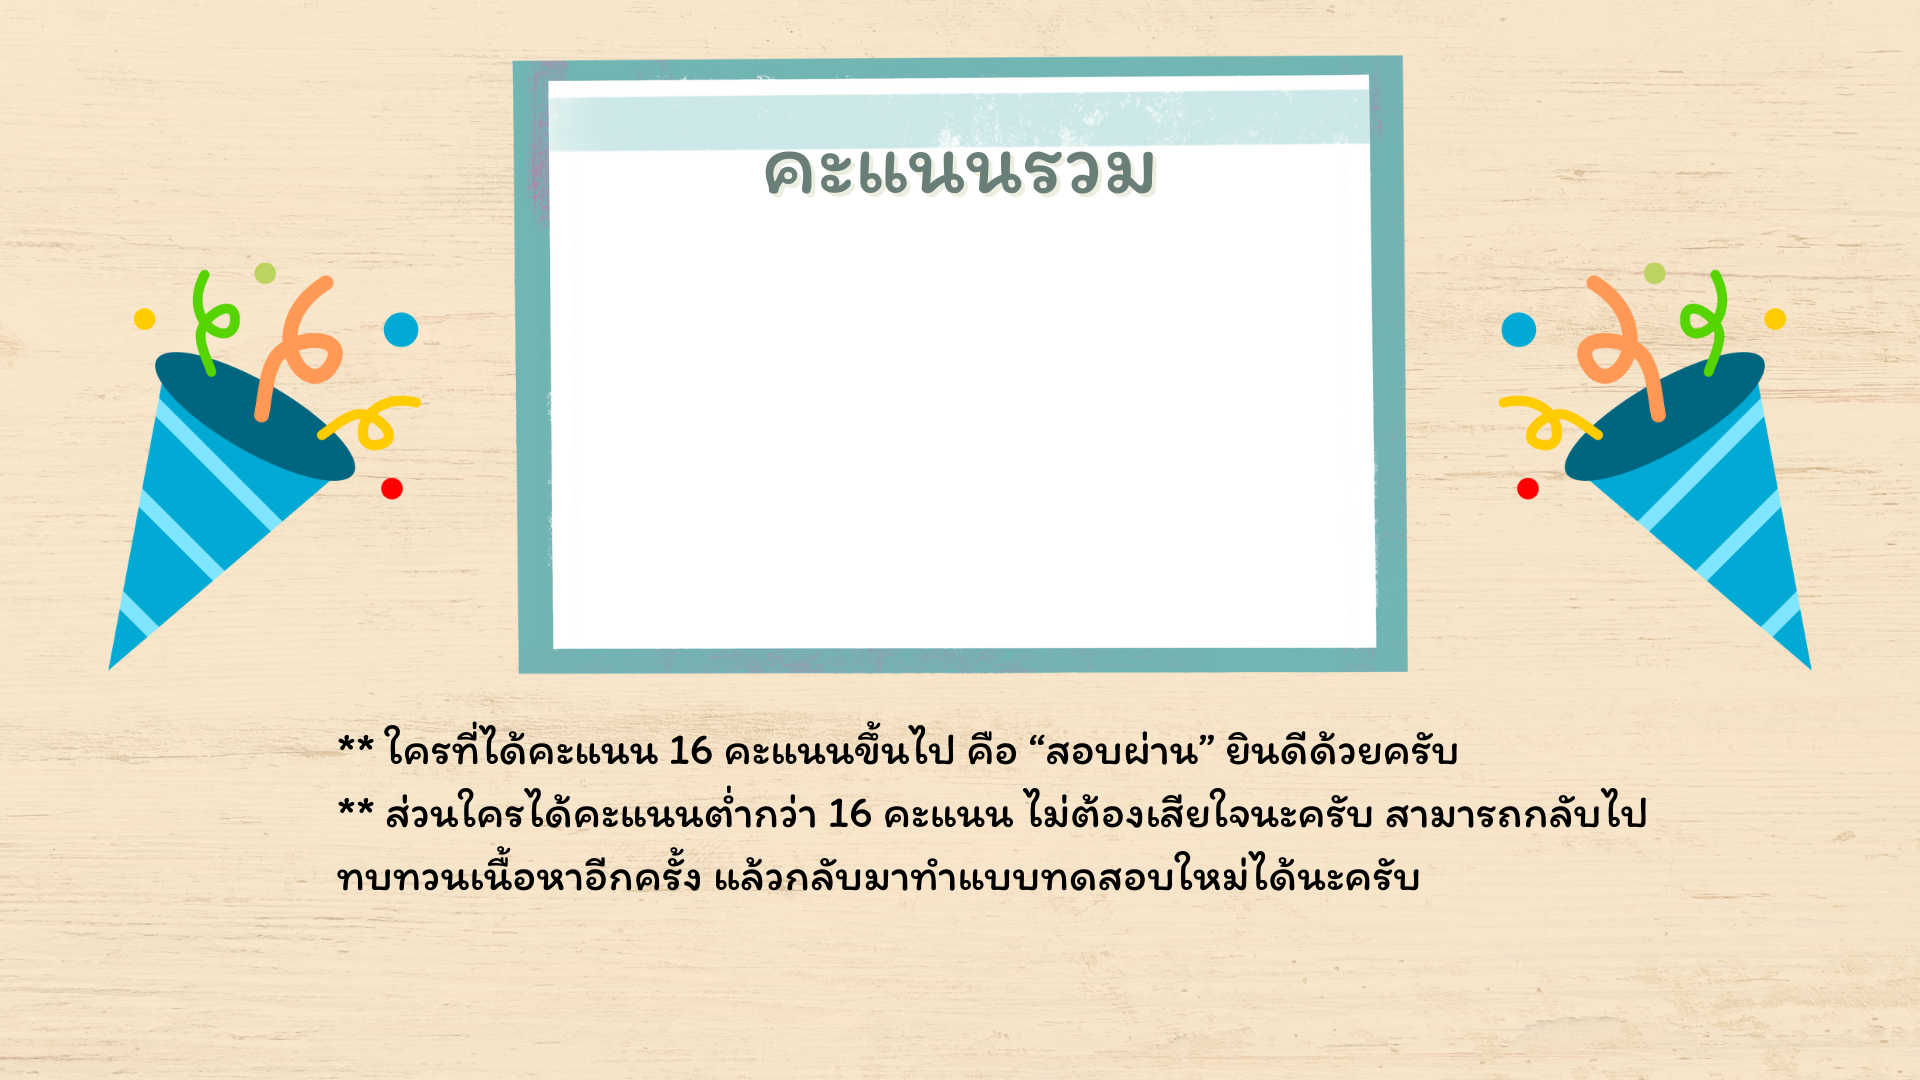 คะแนนรวม
** ใครที่ได้คะแนน 16 คะแนนขึ้นไป คือ “สอบผ่าน” ยินดีด้วยครับ
** ส่วนใครได้คะแนนต่ำกว่า 16 คะแนน ไม่ต้องเสียใจนะครับ สามารถกลับไป
ทบทวนเนื้อหาอีกครั้ง แล้วกลับมาทำแบบทดสอบใหม่ได้นะครับ